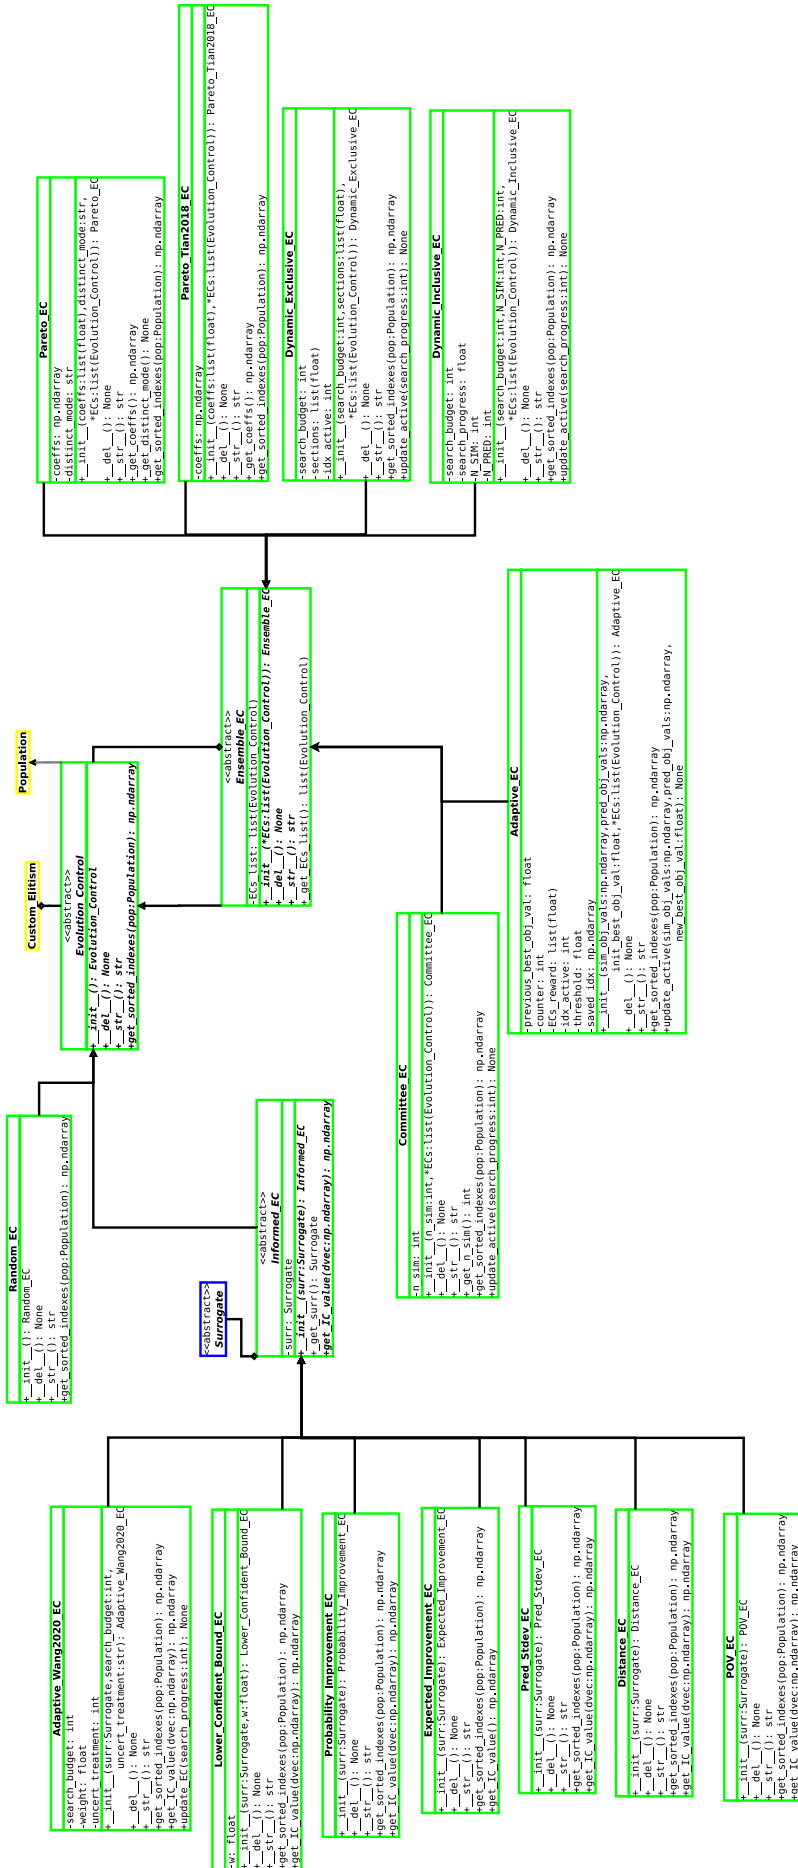 Random_EC
+__init__(): Random_EC
+__del__(): None
+__str__(): str
+get_sorted_indexes(pop:Population): np.ndarray
Custom_Elitism
Population
<<abstract>>
Evolution Control
+__init__(): Evolution_Control
+__del__(): None
+__str__(): str
+get_sorted_indexes(pop:Population): np.ndarray
Pareto_EC
-coeffs: np.ndarray
-distinct_mode: str
+__init__(coeffs:list(float),distinct_mode:str,
*ECs:list(Evolution_Control)): Pareto_EC
+__del__(): None
+__str__(): str
+_get_coeffs(): np.ndarray
+_get_distinct_mode(): None
+get_sorted_indexes(pop:Population): np.ndarray
Pareto_Tian2018_EC
-coeffs: np.ndarray
+__init__(coeffs:list(float),*ECs:list(Evolution_Control)): Pareto_Tian2018_EC
+__del__(): None
+__str__(): str
+_get_coeffs(): np.ndarray
+get_sorted_indexes(pop:Population): np.ndarray
Dynamic_Exclusive_EC
-search_budget: int
-sections: list(float)
-idx_active: int
+__init__(search_budget:int,sections:list(float),
*ECs:list(Evolution_Control)): Dynamic_Exclusive_EC
+__del__(): None
+__str__(): str
+get_sorted_indexes(pop:Population): np.ndarray
+update_active(search_progress:int): None
Dynamic_Inclusive_EC
-search_budget: int
-search_progress: float
-N_SIM: int
-N_PRED: int
+__init__(search_budget:int,N_SIM:int,N_PRED:int,
*ECs:list(Evolution_Control)): Dynamic_Inclusive_EC
+__del__(): None
+__str__(): str
+get_sorted_indexes(pop:Population): np.ndarray
+update_active(search_progress:int): None
<<abstract>>
Ensemble_EC
-ECs_list: list(Evolution_Control)
+__init__(*ECs:list(Evolution_Control)): Ensemble_EC
+__del__(): None
+__str__(): str
+_get_ECs_list(): list(Evolution_Control)
<<abstract>>
Surrogate
<<abstract>>
Informed_EC
-surr: Surrogate
+__init__(surr:Surrogate): Informed_EC
+_get_surr(): Surrogate
+get_IC_value(dvec:np.ndarray): np.ndarray
Committee_EC
-n_sim: int
+__init__(n_sim:int,*ECs:list(Evolution_Control)): Committee_EC
+__del__(): None
+__str__(): str
+_get_n_sim(): int
+get_sorted_indexes(pop:Population): np.ndarray
+update_active(search_progress:int): None
Adaptive_EC
-previous_best_obj_val: float
-counter: int
-ECs_reward: list(float)
-idx_active: int
-threshold: float
-saved_idx: np.ndarray
+__init__(sim_obj_vals:np.ndarray,pred_obj_vals:np.ndarray,
init_best_obj_val:float,*ECs:list(Evolution_Control)): Adaptive_EC
+__del__(): None
+__str__(): str
+get_sorted_indexes(pop:Population): np.ndarray
+update_active(sim_obj_vals:np.ndarray,pred_obj_vals:np.ndarray,
new_best_obj_val:float): None
Adaptive_Wang2020_EC
-search_budget: int
-weight: float
-uncert_treatment: int
+__init__(surr:Surrogate,search_budget:int,
uncert_treatment:str): Adaptive_Wang2020_EC
+__del__(): None
+__str__(): str
+get_sorted_indexes(pop:Population): np.ndarray
+get_IC_value(dvec:np.ndarray): np.ndarray
+update_EC(search_progress:int): None
Lower_Confident_Bound_EC
-w: float
+__init__(surr:Surrogate,w:float): Lower_Confident_Bound_EC
+__del__(): None
+__str__(): str
+get_sorted_indexes(pop:Population): np.ndarray
+get_IC_value(dvec:np.ndarray): np.ndarray
Probability_Improvement_EC
+__init__(surr:Surrogate): Probability_Improvement_EC
+__del__(): None
+__str__(): str
+get_sorted_indexes(pop:Population): np.ndarray
+get_IC_value(dvec:np.ndarray): np.ndarray
Expected_Improvement_EC
+__init__(surr:Surrogate): Expected_Improvement_EC
+__del__(): None
+__str__(): str
+get_sorted_indexes(pop:Population): np.ndarray
+get_IC_value(): np.ndarray
Pred_Stdev_EC
+__init__(surr:Surrogate): Pred_Stdev_EC
+__del__(): None
+__str__(): str
+get_sorted_indexes(pop:Population): np.ndarray
+get_IC_value(dvec:np.ndarray): np.ndarray
Distance_EC
+__init__(surr:Surrogate): Distance_EC
+__del__(): None
+__str__(): str
+get_sorted_indexes(pop:Population): np.ndarray
+get_IC_value(dvec:np.ndarray): np.ndarray
POV_EC
+__init__(surr:Surrogate): POV_EC
+__del__(): None
+__str__(): str
+get_sorted_indexes(pop:Population): np.ndarray
+get_IC_value(dvec:np.ndarray): np.ndarray